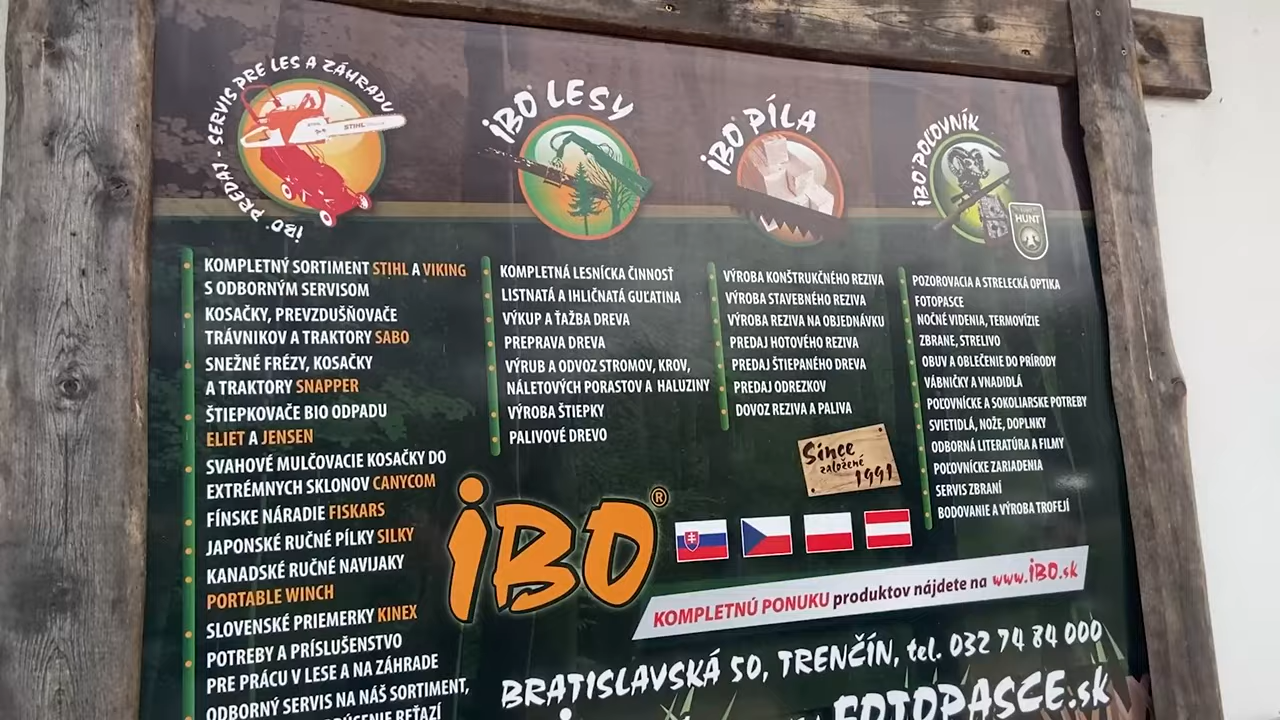 iBO PREDAJ - SERVIS PRE LES A ZÁHRADU
STIHL
KOMPLETNÝ SORTIMENT STIHL A VIKING
S ODBORNÝM SERVISOM
KOSAČKY, PREVZDUŠŇOVAČE
TRÁVNIKOV A TRAKTORY SABO
SNEŽNÉ FRÉZY, KOSAČKY
A TRAKTORY SNAPPER
ŠTIEPKOVAČE BIO ODPADU
ELIET A JENSEN
SVAHOVÉ MULČOVACIE KOSAČKY DO
EXTRÉMNYCH SKLONOV CANYCOM
FÍNSKE NÁRADIE FISKARS
JAPONSKÉ RUČNÉ PÍLKY SILKY
KANADSKÉ RUČNÉ NAVIJAKY
PORTABLE WINCH
SLOVENSKÉ PRIEMERKY KINEX
POTREBY A PRÍSLUŠENSTVO
PRE PRÁCU V LESE A NA ZÁHRADE
ODBORNÝ SERVIS NA NÁŠ SORTIMENT,
REŤAZÍ
iBO LESY
KOMPLETNÁ LESNÍCKA ČINNOSŤ
LISTNATÁ A IHLIČNATÁ GUĽATINA
VÝKUP A ŤAŽBA DREVA
PREPRAVA DREVA
VÝRUB A ODVOZ STROMOV, KROV,
NÁLETOVÝCH PORASTOV A HALUZINY
VÝROBA ŠTIEPKY
PALIVOVÉ DREVO
iBO PÍLA
VÝROBA KONŠTRUKČNÉHO REZIVA
VÝROBA STAVEBNÉHO REZIVA
VÝROBA REZIVA NA OBJEDNÁVKU
PREDAJ HOTOVÉHO REZIVA
PREDAJ ŠTIEPANÉHO DREVA
PREDAJ ODREZKOV
DOVOZ REZIVA A PALIVA
iBO POĽOVNÍK
HUNT
POZOROVACIA A STRELECKÁ OPTIKA
FOTOPASCE
NOČNÉ VIDENIA, TERMOVÍZIE
ZBRANE, STRELIVO
OBUV A OBLEČENIE DO PRÍRODY
VÁBNIČKY A VNADIDLÁ
POĽOVNÍCKE A SOKOLIARSKE POTREBY
SVIETIDLÁ, NOŽE, DOPLNKY
ODBORNÁ LITERATÚRA A FILMY
POĽOVNÍCKE ZARIADENIA
SERVIS ZBRANÍ
BODOVANIE A VÝROBA TROFEJÍ
Since
založené
1991
iBO®
KOMPLETNÚ PONUKU produktov nájdete na www.iBO.sk
BRATISLAVSKÁ 50, TRENČÍN, tel. 032 74 84 000
FOTOPASCE.sk